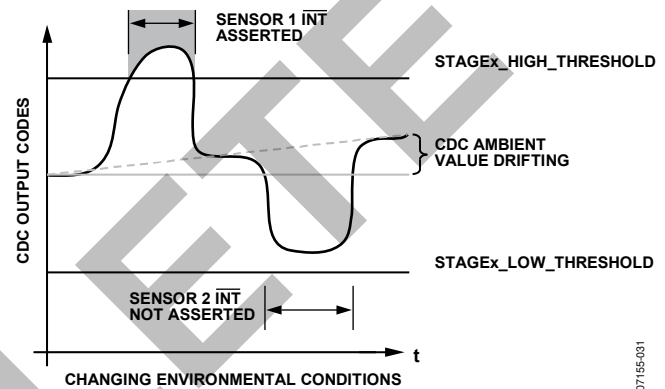 SENSOR 1 INT
ASSERTED
STAGEx_HIGH_THRESHOLD
CDC OUTPUT CODES
CDC AMBIENT
VALUE DRIFTING
STAGEx_LOW_THRESHOLD
SENSOR 2 INT
NOT ASSERTED
t
CHANGING ENVIRONMENTAL CONDITIONS
07155-031